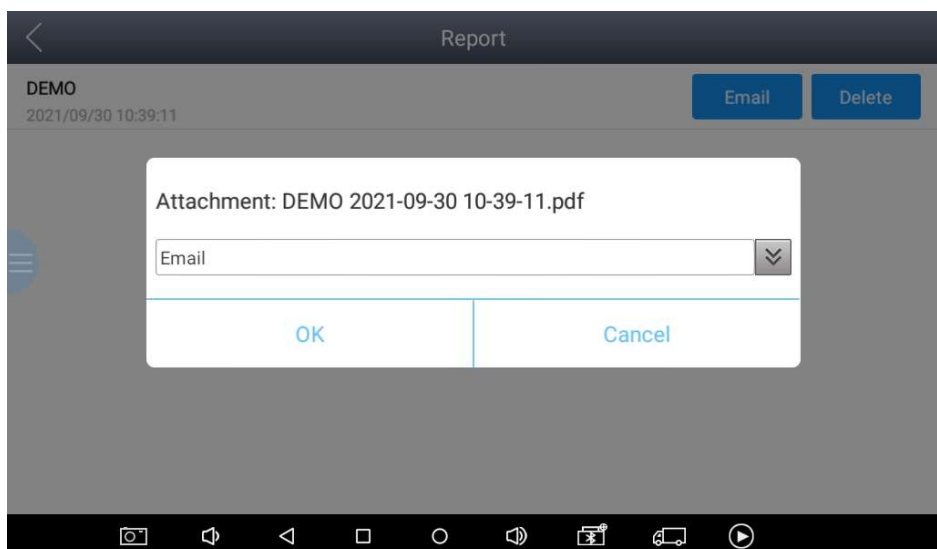 Report
DEMO
2021/09/30 10:39:11
Email
Delete
Attachment: DEMO 2021-09-30 10-39-11.pdf
Email
OK
Cancel